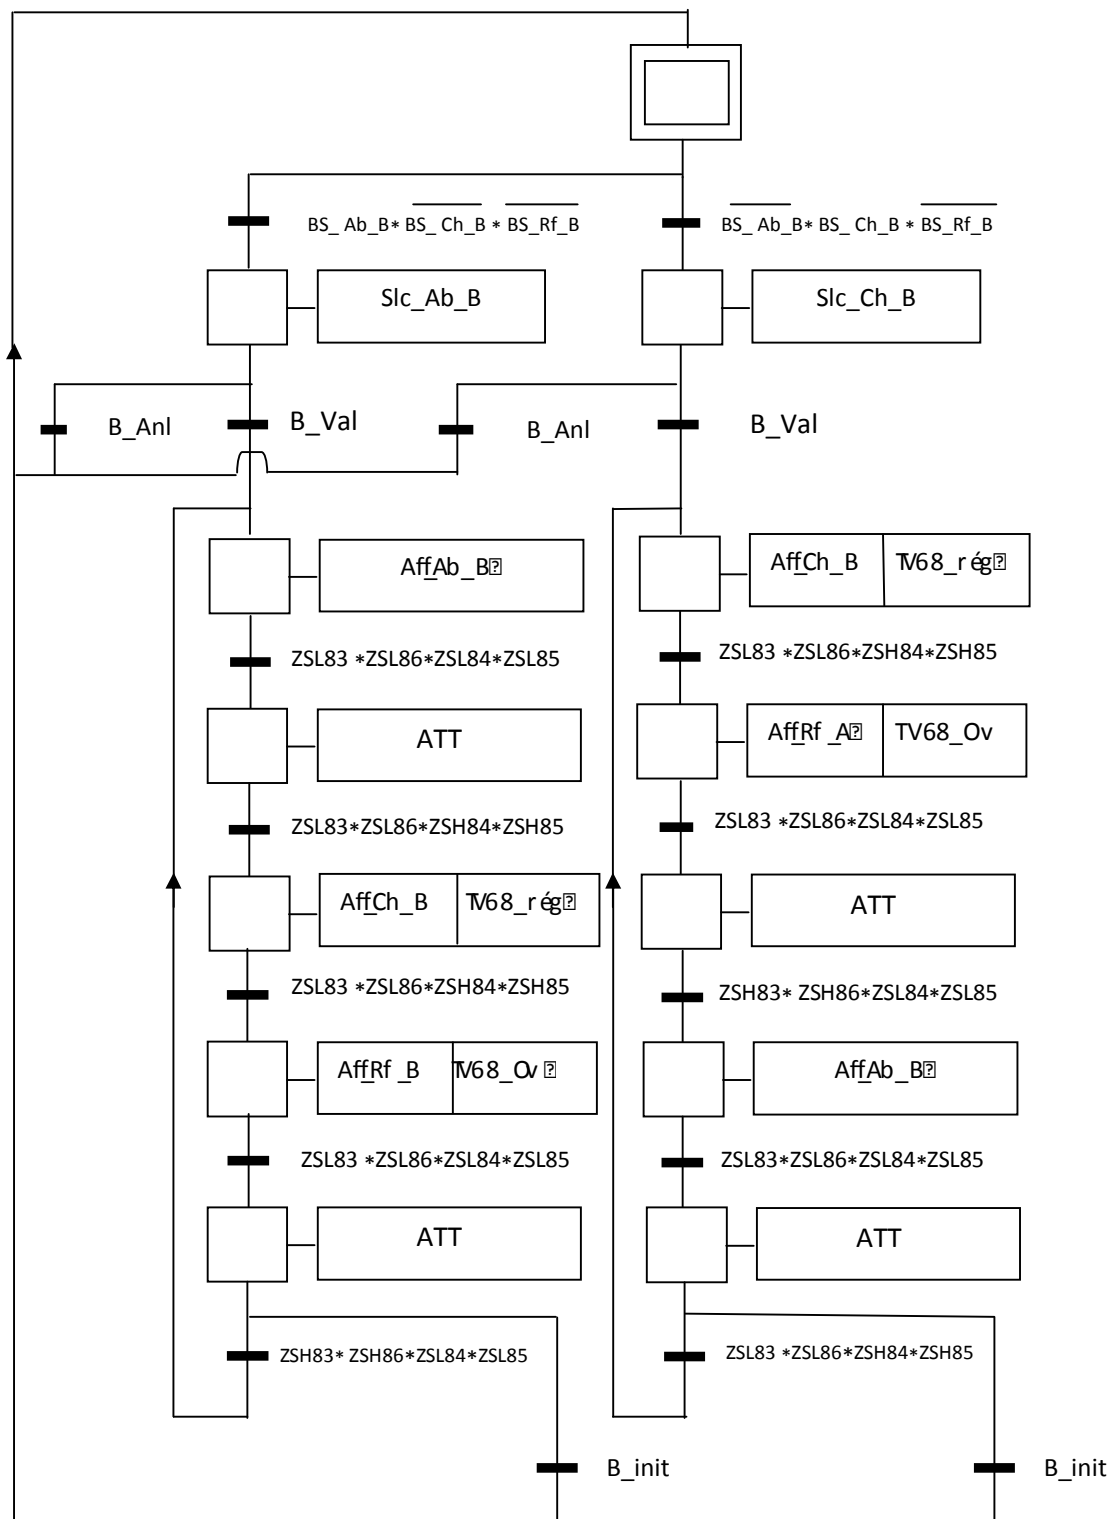 BS_ Ab_B* BS_ Ch_B * BS_Rf_B
BS_ Ab_B* BS_ Ch_B * BS_Rf_B
Slc_Ab_B
Slc_Ch_B
B_Anl
B_Val
B_Anl
B_Val
Aff_Ab_B
Aff_Ch_B
TV68_rég
ZSL83 *ZSL86*ZSL84*ZSL85
ZSL83 *ZSL86*ZSH84*ZSH85
ATT
Aff_Rf_A
TV68_Ov
ZSL83*ZSL86*ZSH84*ZSH85
ZSL83 *ZSL86*ZSL84*ZSL85
Aff_Ch_B
TV68_rég
ATT
ZSL83 *ZSL86*ZSH84*ZSH85
ZSH83* ZSH86*ZSL84*ZSL85
Aff_Rf_B
TV68_Ov
Aff_Ab_B
ZSL83 *ZSL86*ZSL84*ZSL85
ZSL83*ZSL86*ZSL84*ZSL85
ATT
ATT
ZSH83* ZSH86*ZSL84*ZSL85
ZSL83 *ZSL86*ZSH84*ZSH85
B_init
B_init